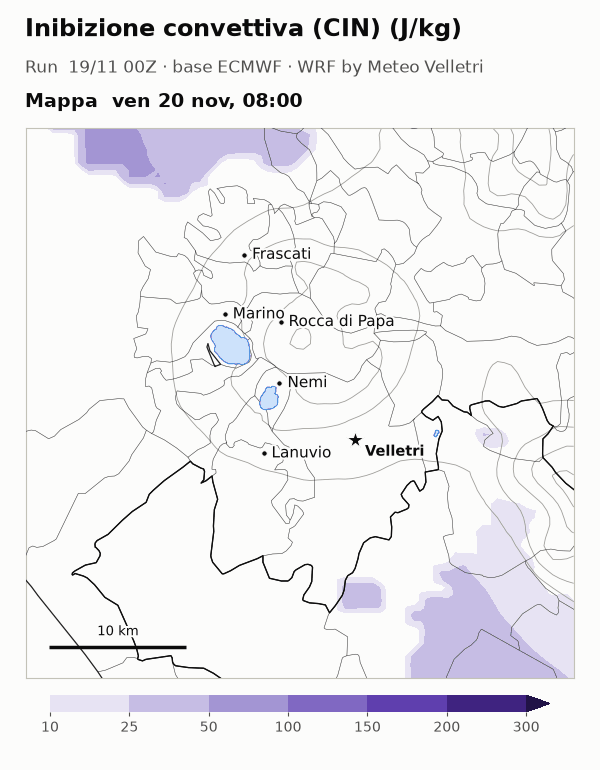 Inibizione convettiva (CIN) (J/kg)
Run  19/11 00Z · base ECMWF · WRF by Meteo Velletri
Mappa  ven 20 nov, 08:00
Frascati
Marino
Rocca di Papa
Nemi
Velletri
Lanuvio
10 km
10 25 50 100 150 200 300